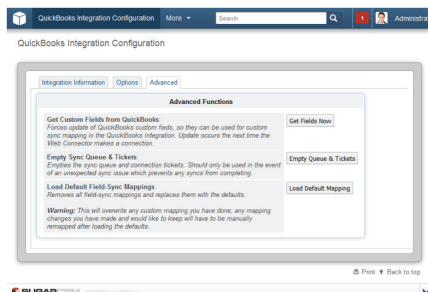 QuickBooks Integration Configuration More Search 1 Administra
QuickBooks Integration Configuration
Integration Information Options Advanced
Advanced Functions
Get Custom Fields from QuickBooks:
Forces update of QuickBooks custom fieds, so they can be used for custom
sync mapping in the QuickBooks Integration. Update occurs the next time the
Web Connector makes a connection.
Get Fields Now
Empty Sync Queue & Tickets:
Empties the sync queue and connection tickets. Should only be used in the event
of an unexpected sync issue which prevents any syncs from completing.
Empty Queue & Tickets
Load Default Field-Sync Mappings:
Removes all field-sync mappings and replaces them with the defaults.
Warning: This will overwrite any custom mapping you have done; any mapping
changes you have made and would like to keep will have to be manually
remapped after loading the defaults.
Load Default Mapping
Print Back to top